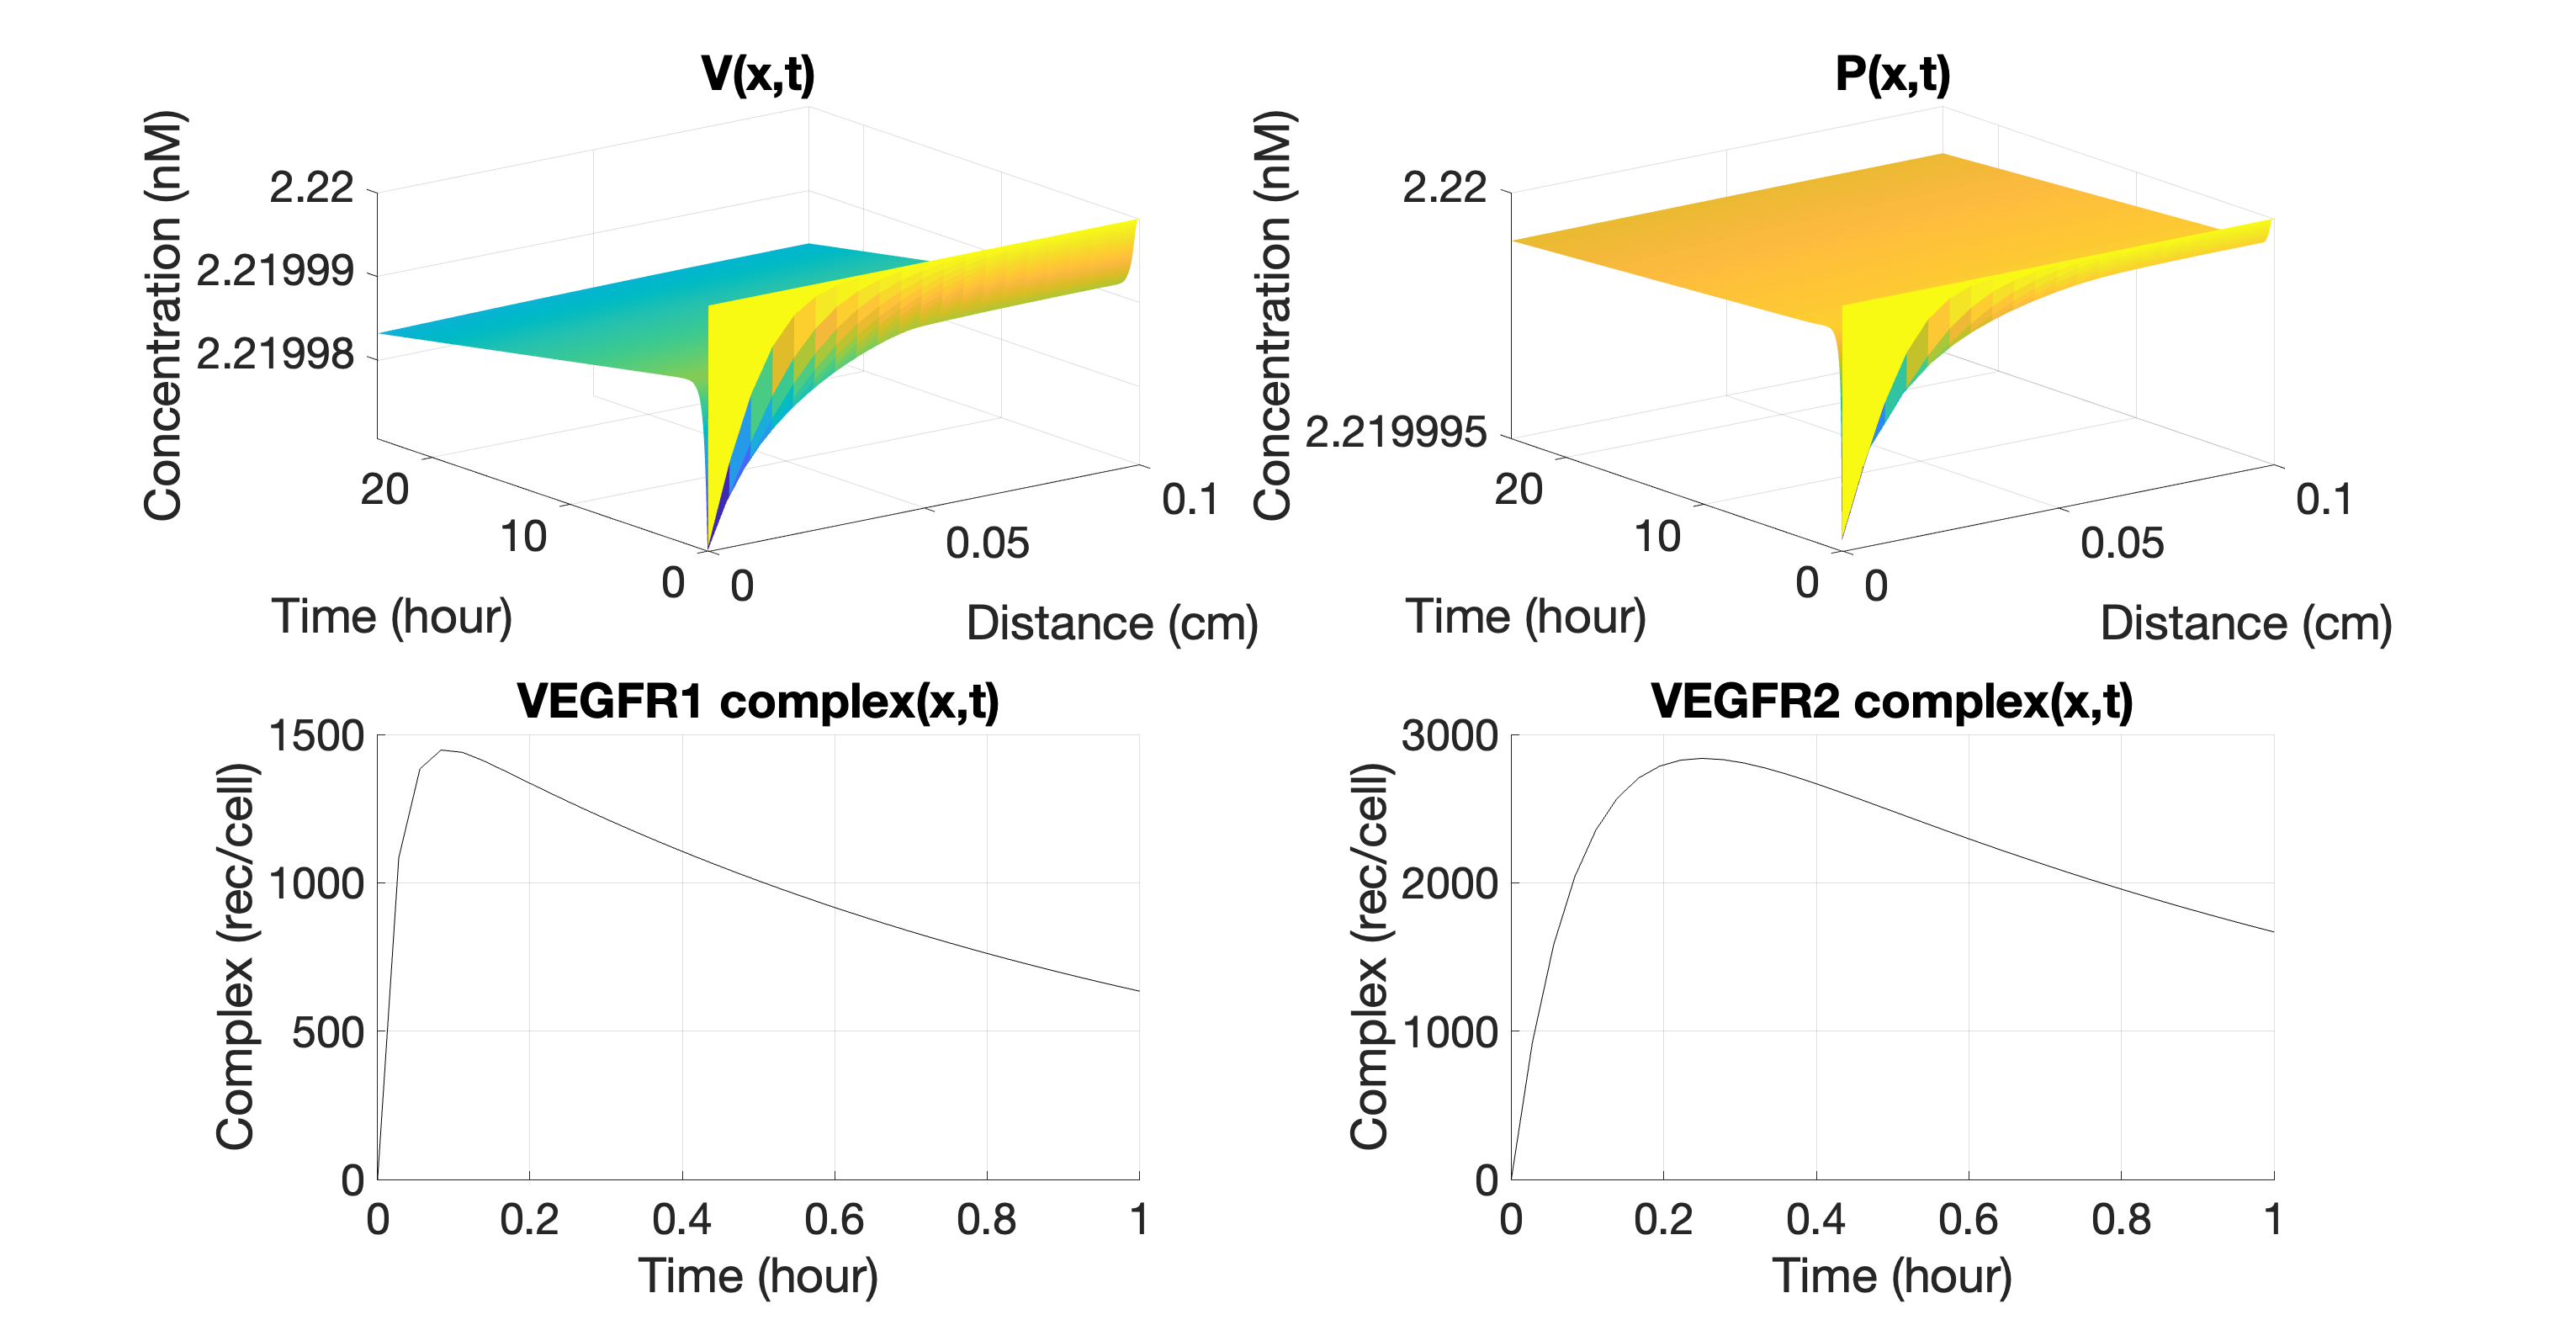 V(x,t)
Concentration (nM)
2.22
2.21999
2.21998
20
10
0
0
0.05
0.1
Time (hour)
Distance (cm)
P(x,t)
Concentration (nM)
2.22
2.219995
20
10
0
0
0.05
0.1
Time (hour)
Distance (cm)
VEGFR1 complex(x,t)
Complex (rec/cell)
1500
1000
500
0
0 0.2 0.4 0.6 0.8 1
Time (hour)
VEGFR2 complex(x,t)
Complex (rec/cell)
3000
2000
1000
0
0 0.2 0.4 0.6 0.8 1
Time (hour)